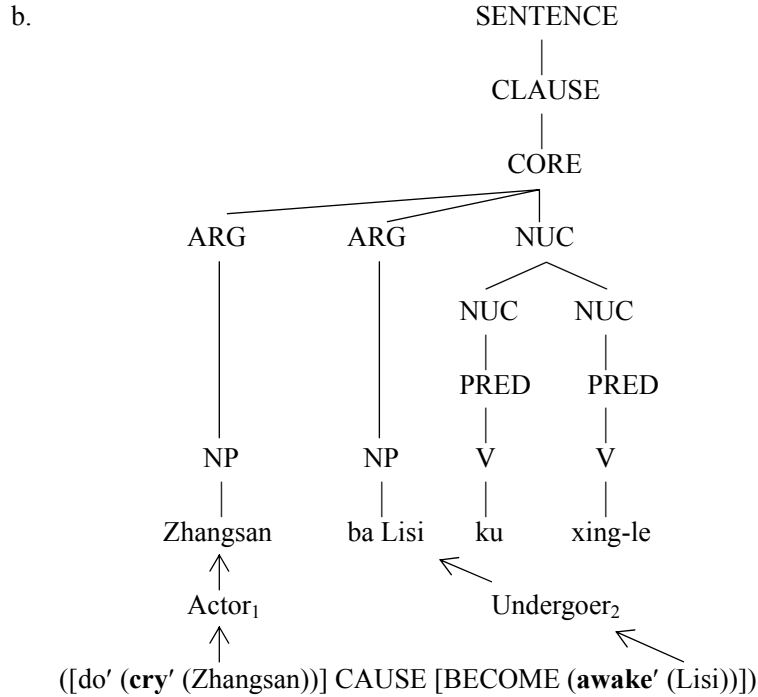 b.
SENTENCE
CLAUSE
CORE
ARG ARG NUC
NUC NUC
PRED PRED
NP NP V V
Zhangsan ba Lisi ku xing-le
Actor₁ Undergoer₂
([do′ (cry′ (Zhangsan))] CAUSE [BECOME (awake′ (Lisi))])